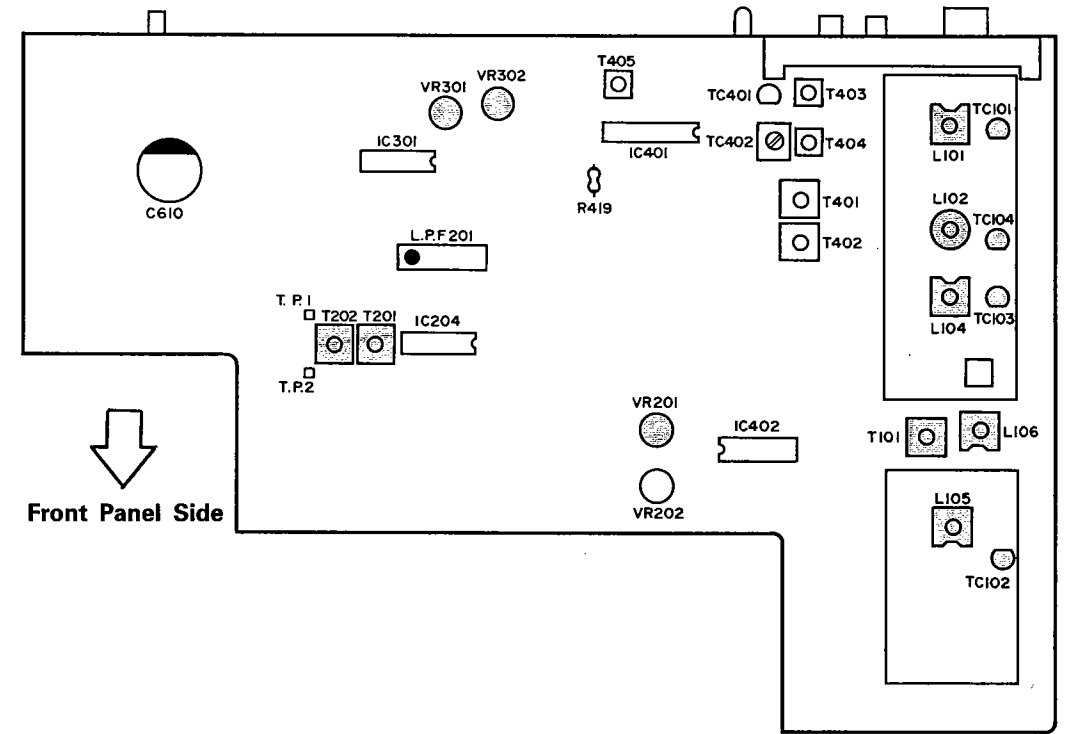 T405
VR301
VR302
TC401
T403
TC101
IC301
IC401
TC402
T404
L101
R419
T401
L102
C610
TC104
L.P.F201
T402
T.P.1
T202
T201
IC204
L104
TC103
T.P.2
VR201
IC402
T101
L106
Front Panel Side
VR202
L105
TC102